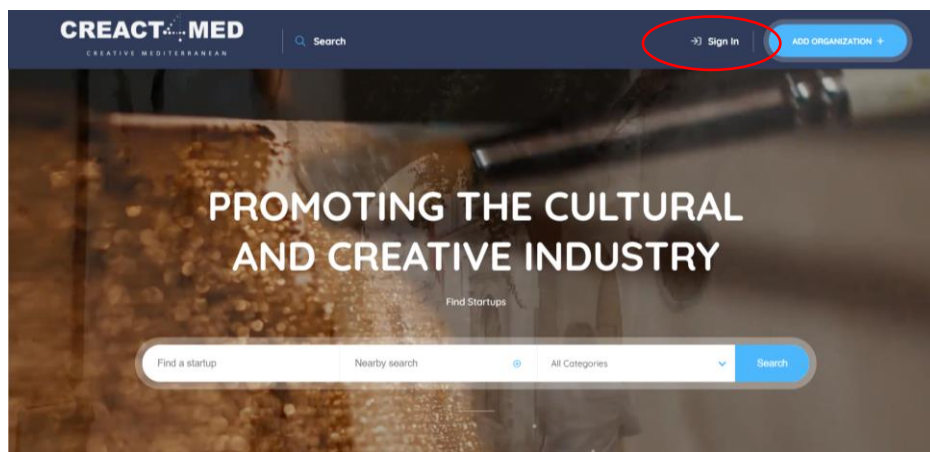 CREACT4MED
CREATIVE MEDITERRANEAN
Search
Sign In
ADD ORGANIZATION +
PROMOTING THE CULTURAL
AND CREATIVE INDUSTRY
Find Startups
Find a startup
Nearby search
All Categories
Search